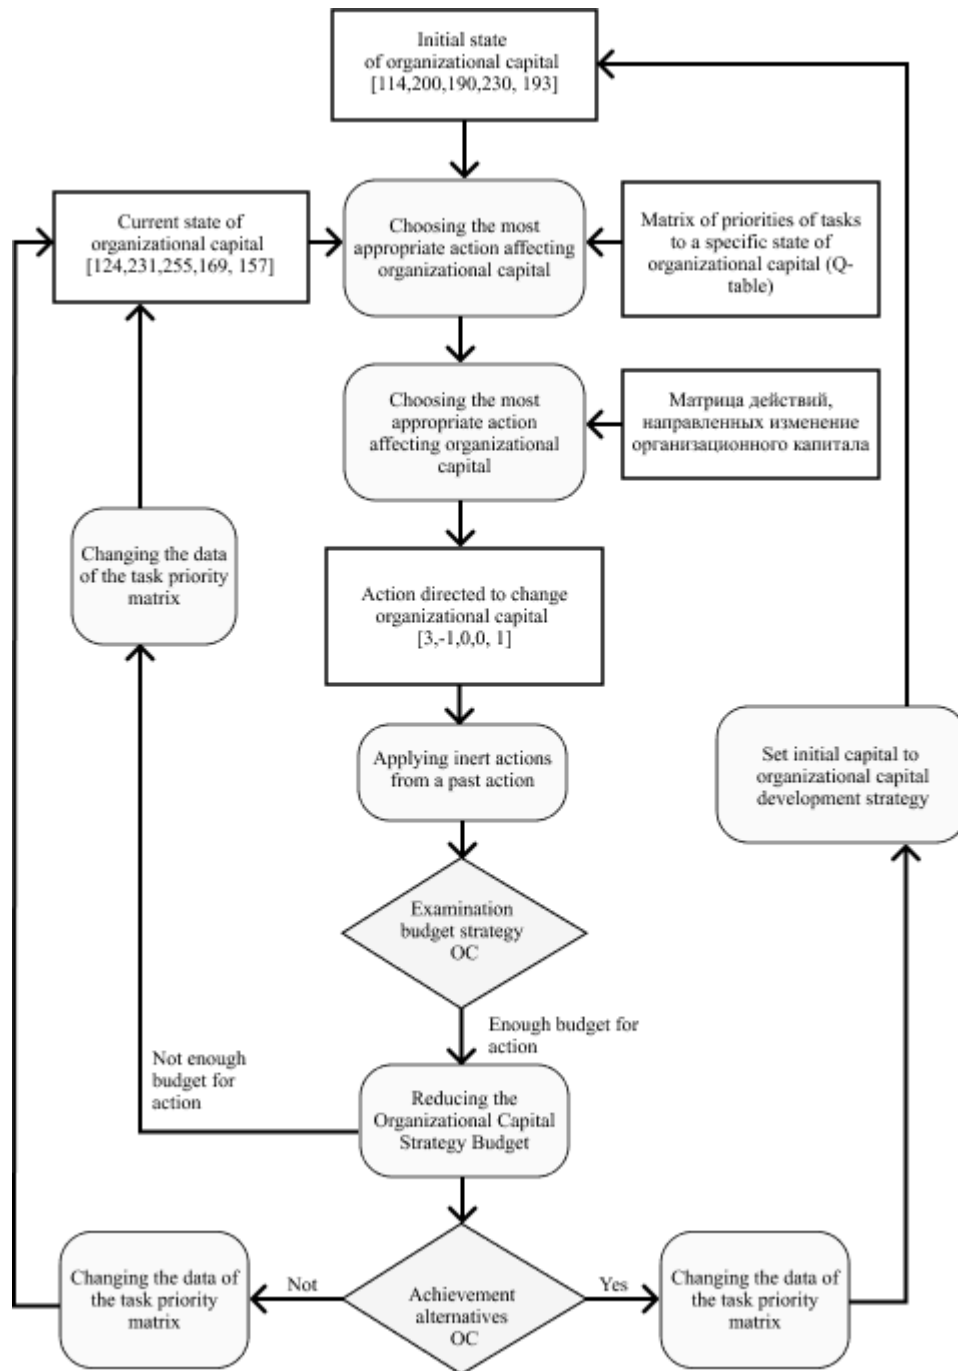 Initial state
of organizational capital
[114,200,190,230, 193]
Current state of
organizational capital
[124,231,255,169, 157]
Choosing the most
appropriate action affecting
organizational capital
Matrix of priorities of tasks
to a specific state of
organizational capital (Q-
table)
Choosing the most
appropriate action
affecting organizational
capital
Матрица действий,
направленных изменение
организационного капитала
Changing the data
of the task priority
matrix
Action directed to change
organizational capital
[3,-1,0,0, 1]
Applying inert actions
from a past action
Set initial capital to
organizational capital
development strategy
Examination
budget strategy
OC
Enough budget for
action
Not enough
budget for
action
Reducing the
Organizational Capital
Strategy Budget
Changing the data of
the task priority
matrix
Not
Achievement
alternatives
OC
Yes
Changing the data of
the task priority
matrix